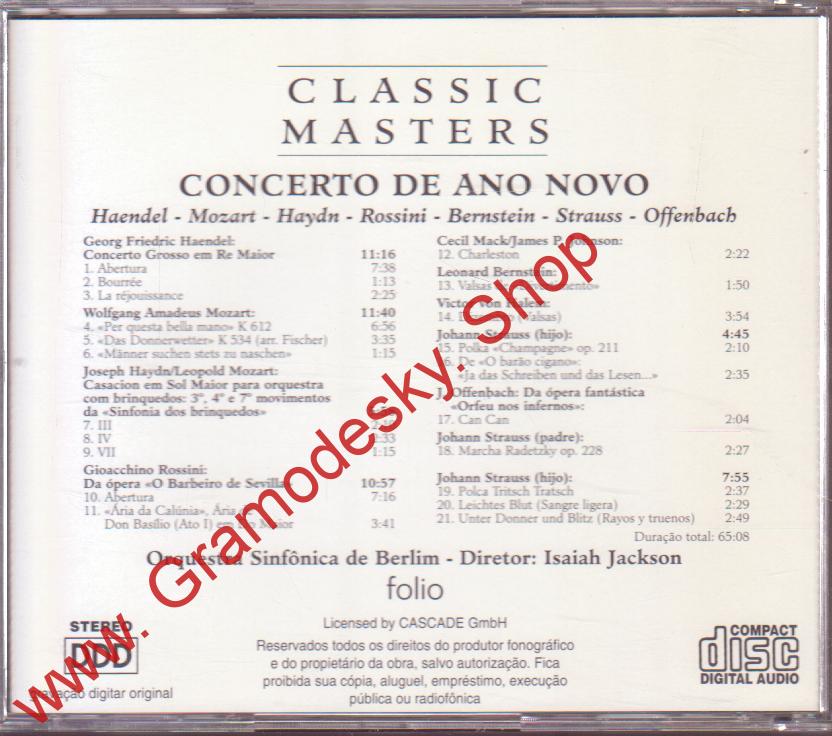 CLASSIC
MASTERS
CONCERTO DE ANO NOVO
Haendel - Mozart - Haydn - Rossini - Bernstein - Strauss - Offenbach
Georg Friedric Haendel:
Concerto Grosso em Re Maior 11:16
1. Abertura 7:38
2. Bourrée 1:13
3. La réjouissance 2:25
Wolfgang Amadeus Mozart: 11:40
4. «Per questa bella mano» K 612 6:56
5. «Das Donnerwetter» K 534 (arr. Fischer) 3:35
6. «Männer suchen stets zu naschen» 1:15
Joseph Haydn/Leopold Mozart:
Casacion em Sol Maior para orquestra
com brinquedos: 3º, 4º e 7º movimentos
da «Sinfonia dos brinquedos»
7. III
8. IV 2:33
9. VII 1:15
Gioacchino Rossini:
Da ópera «O Barbeiro de Sevilla» 10:57
10. Abertura 7:16
11. «Ária da Calúnia», Ária de
Don Basílio (Ato I) em Maior 3:41
Cecil Mack/James P. Johnson:
12. Charleston 2:22
Leonard Bernstein:
13. Valsas 1:50
Victor von Halem:
14. (Valsas) 3:54
Johann Strauss (hijo): 4:45
15. Polka «Champagne» op. 211 2:10
16. De «O barão cigano»:
«Ja das Schreiben und das Lesen...» 2:35
J. Offenbach: Da ópera fantástica
«Orfeu nos infernos»:
17. Can Can 2:04
Johann Strauss (padre):
18. Marcha Radetzky op. 228 2:27
Johann Strauss (hijo): 7:55
19. Polca Tritsch Tratsch 2:37
20. Leichtes Blut (Sangre ligera) 2:29
21. Unter Donner und Blitz (Rayos y truenos) 2:49
Duração total: 65:08
Orquestra Sinfônica de Berlim - Diretor: Isaiah Jackson
folio
Licensed by CASCADE GmbH
Reservados todos os direitos do produtor fonográfico
e do propietário da obra, salvo autorização. Fica
proibida sua cópia, aluguel, empréstimo, execução
pública ou radiofônica
STEREO
DDD
Gravação digitar original
COMPACT
disc
DIGITAL AUDIO
www.Gramodesky.Shop